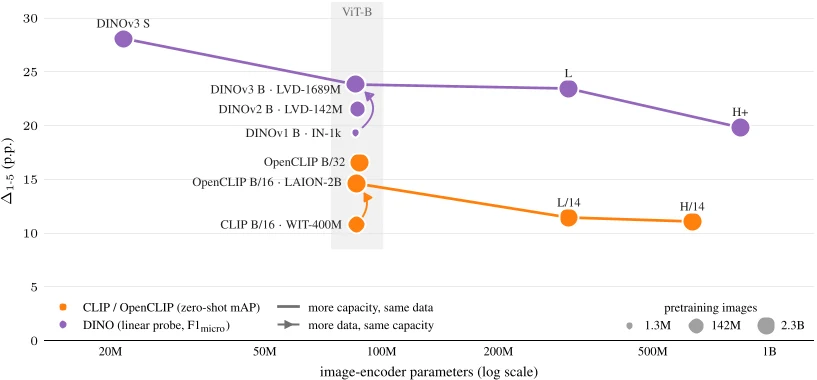 ViT-B
30
DINOv3 S
25
DINOv3 B · LVD-1689M
L
DINOv2 B · LVD-142M
H+
20
DINOv1 B · IN-1k
OpenCLIP B/32
15
OpenCLIP B/16 · LAION-2B
L/14
H/14
CLIP B/16 · WIT-400M
10
5
0
Δ1-5 (p.p.)
CLIP / OpenCLIP (zero-shot mAP)
DINO (linear probe, F1micro)
more capacity, same data
more data, same capacity
pretraining images
1.3M 142M 2.3B
20M 50M 100M 200M 500M 1B
image-encoder parameters (log scale)